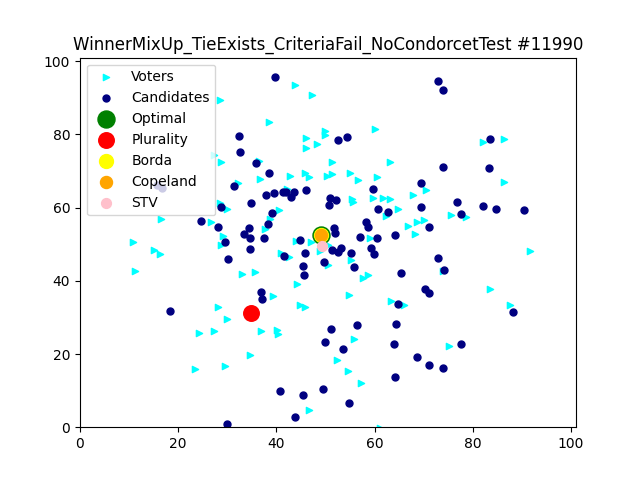 WinnerMixUp_TieExists_CriteriaFail_NoCondorcetTest #11990
100
80
60
40
20
0
Voters
Candidates
Optimal
Plurality
Borda
Copeland
STV
0 20 40 60 80 100